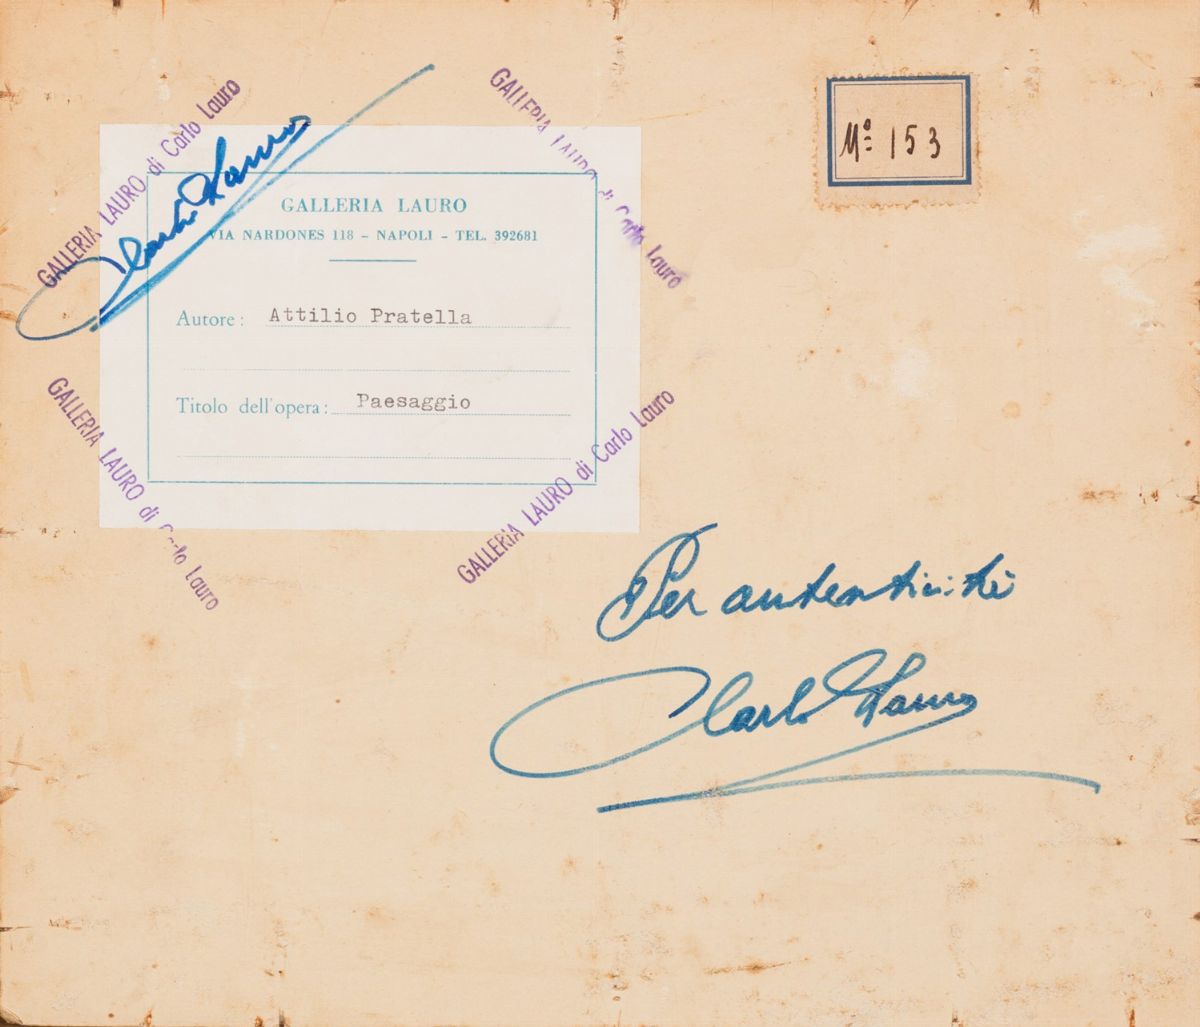 GALLERIA LAURO di Carlo Lauro
GALLERIA LAURO di Carlo Lauro
Nº 153
Carlo Lauro
GALLERIA LAURO
VIA NARDONES 118 - NAPOLI - TEL. 392681
Autore: Attilio Pratella
Titolo dell'opera: Paesaggio
GALLERIA LAURO di Carlo Lauro
GALLERIA LAURO di Carlo Lauro
Per autenticità
Carlo Lauro